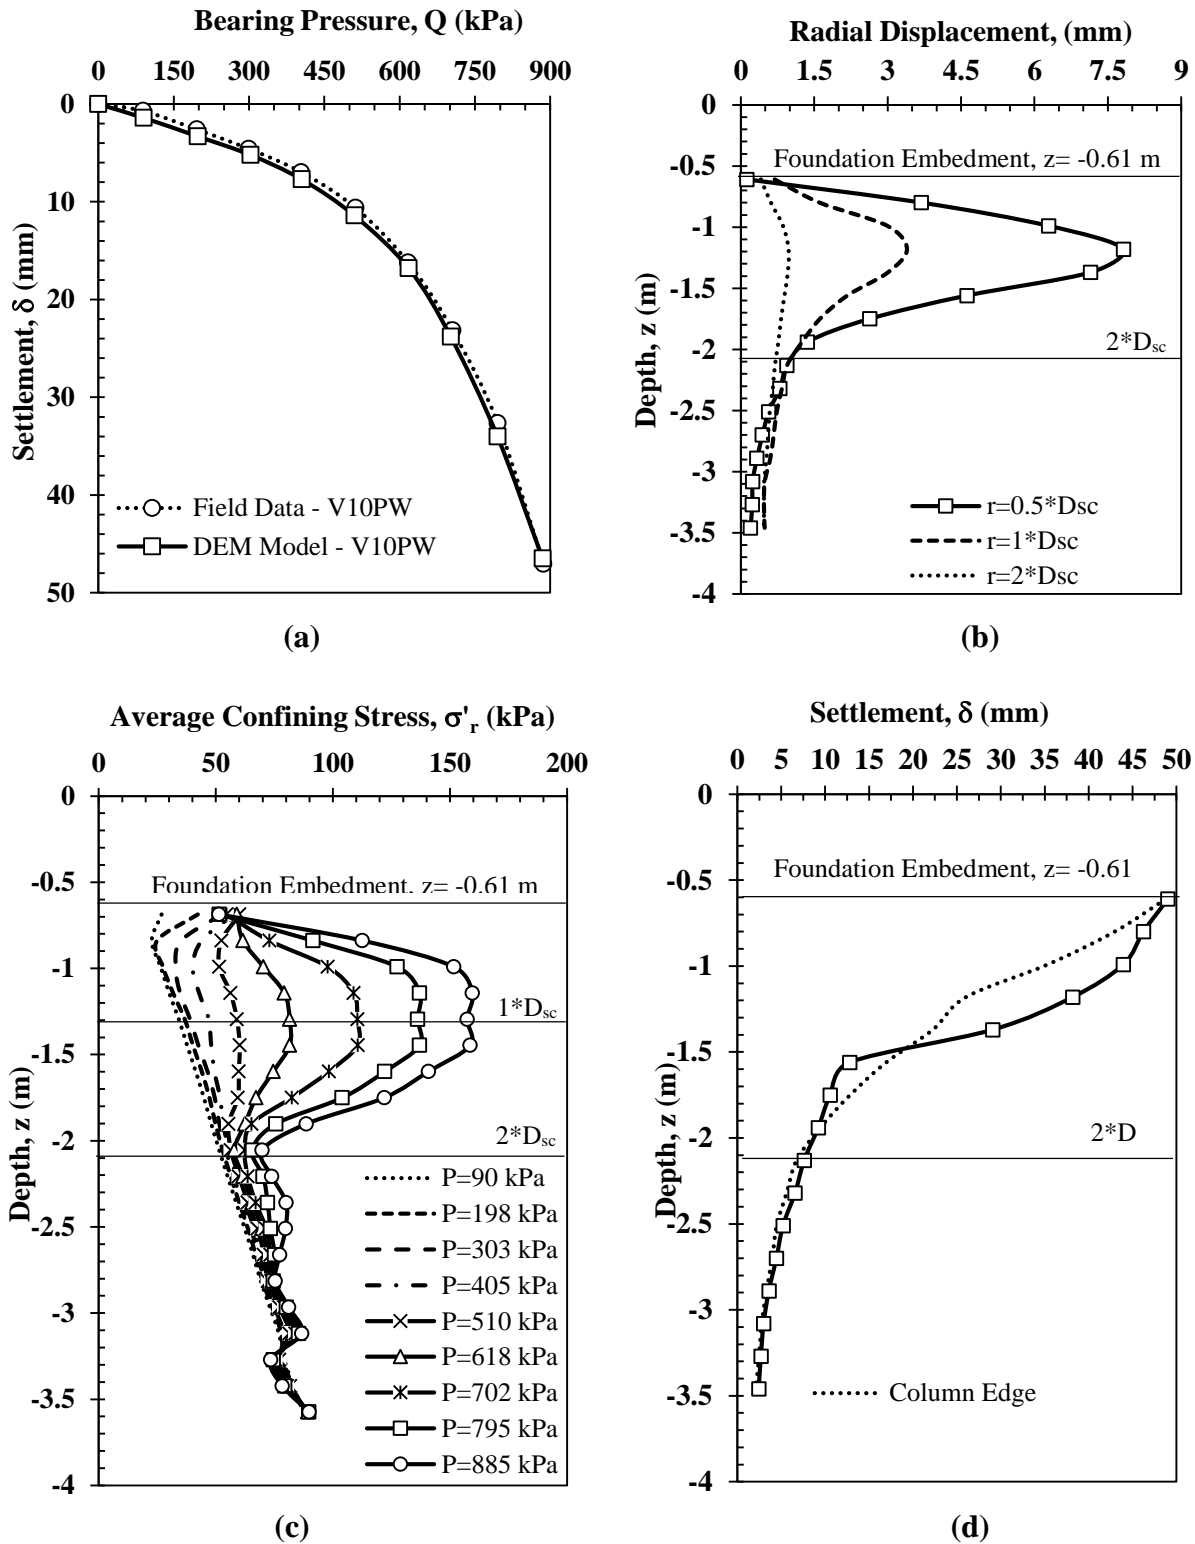 Bearing Pressure, Q (kPa)
0 150 300 450 600 750 900
0
10
20
30
40
50
Settlement, δ (mm)
Field Data - V10PW
DEM Model - V10PW
(a)
Radial Displacement, (mm)
0 1.5 3 4.5 6 7.5 9
0
-0.5
-1
-1.5
-2
-2.5
-3
-3.5
-4
Depth, z (m)
Foundation Embedment, z= -0.61 m
2*Dsc
r=0.5*Dsc
r=1*Dsc
r=2*Dsc
(b)
Average Confining Stress, σ'r (kPa)
0 50 100 150 200
0
-0.5
-1
-1.5
-2
-2.5
-3
-3.5
-4
Depth, z (m)
Foundation Embedment, z= -0.61 m
1*Dsc
2*Dsc
P=90 kPa
P=198 kPa
P=303 kPa
P=405 kPa
P=510 kPa
P=618 kPa
P=702 kPa
P=795 kPa
P=885 kPa
(c)
Settlement, δ (mm)
0 5 10 15 20 25 30 35 40 45 50
0
-0.5
-1
-1.5
-2
-2.5
-3
-3.5
-4
Depth, z (m)
Foundation Embedment, z= -0.61
2*D
Column Edge
(d)